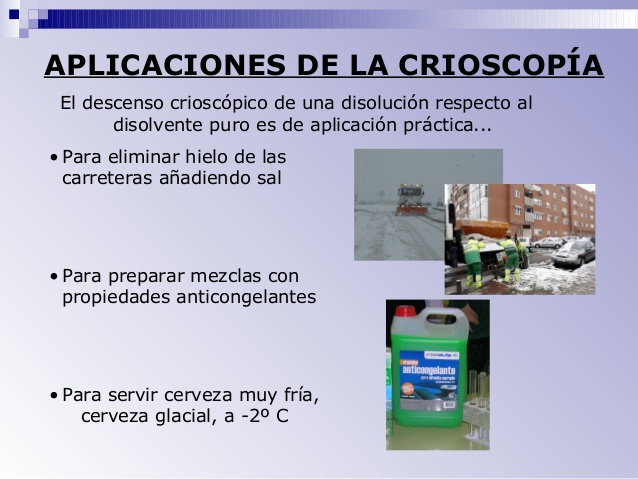 APLICACIONES DE LA CRIOSCOPÍA
El descenso crioscópico de una disolución respecto al
disolvente puro es de aplicación práctica...
• Para eliminar hielo de las
carreteras añadiendo sal
• Para preparar mezclas con
propiedades anticongelantes
anticongelante
• Para servir cerveza muy fría,
cerveza glacial, a -2º C